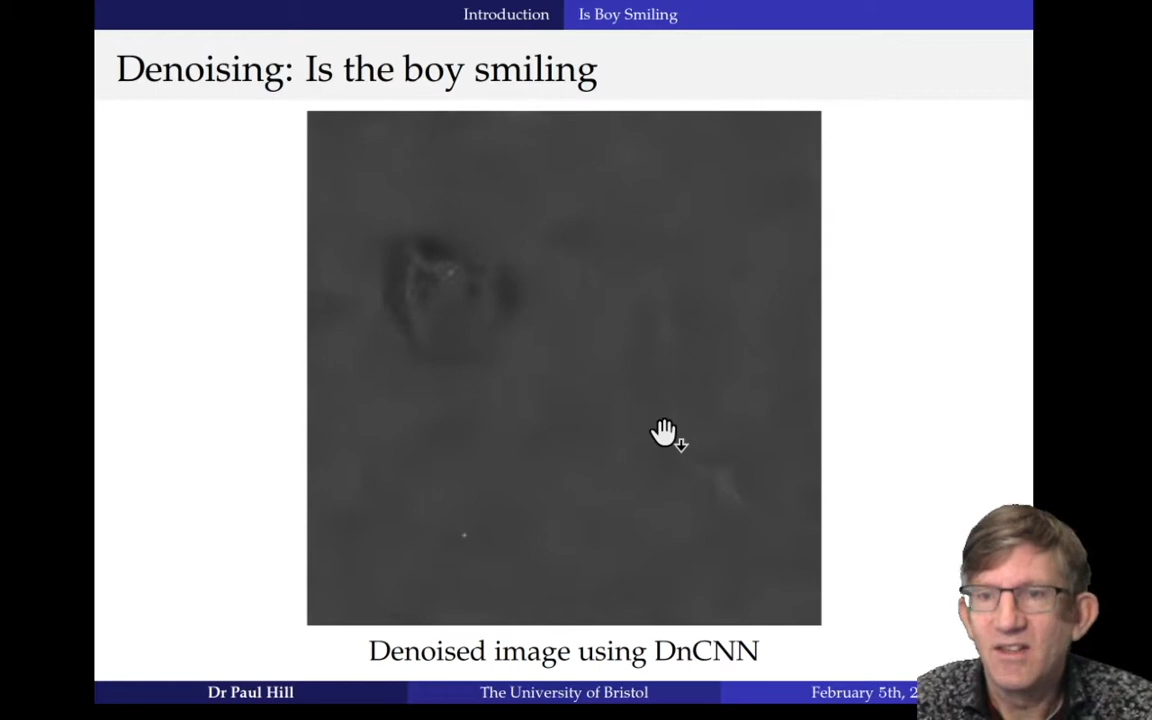 Introduction Is Boy Smiling
Denoising: Is the boy smiling
Denoised image using DnCNN
Dr Paul Hill The University of Bristol February 5th, 2